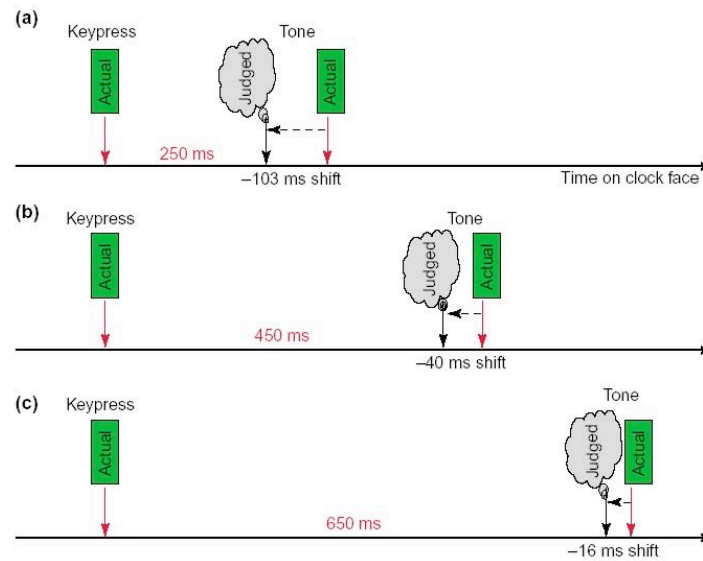 (a)
Keypress Tone
Actual Judged Actual
250 ms
–103 ms shift Time on clock face
(b)
Keypress Tone
Actual Judged Actual
450 ms
–40 ms shift
(c)
Keypress Tone
Actual Judged Actual
650 ms
–16 ms shift